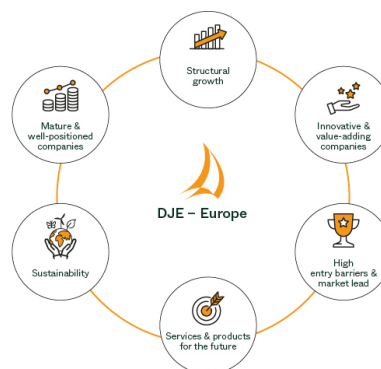 Structural
growth
Mature &
well-positioned
companies
Innovative &
value-adding
companies
DJE – Europe
Sustainability
High
entry barriers &
market lead
Services & products
for the future